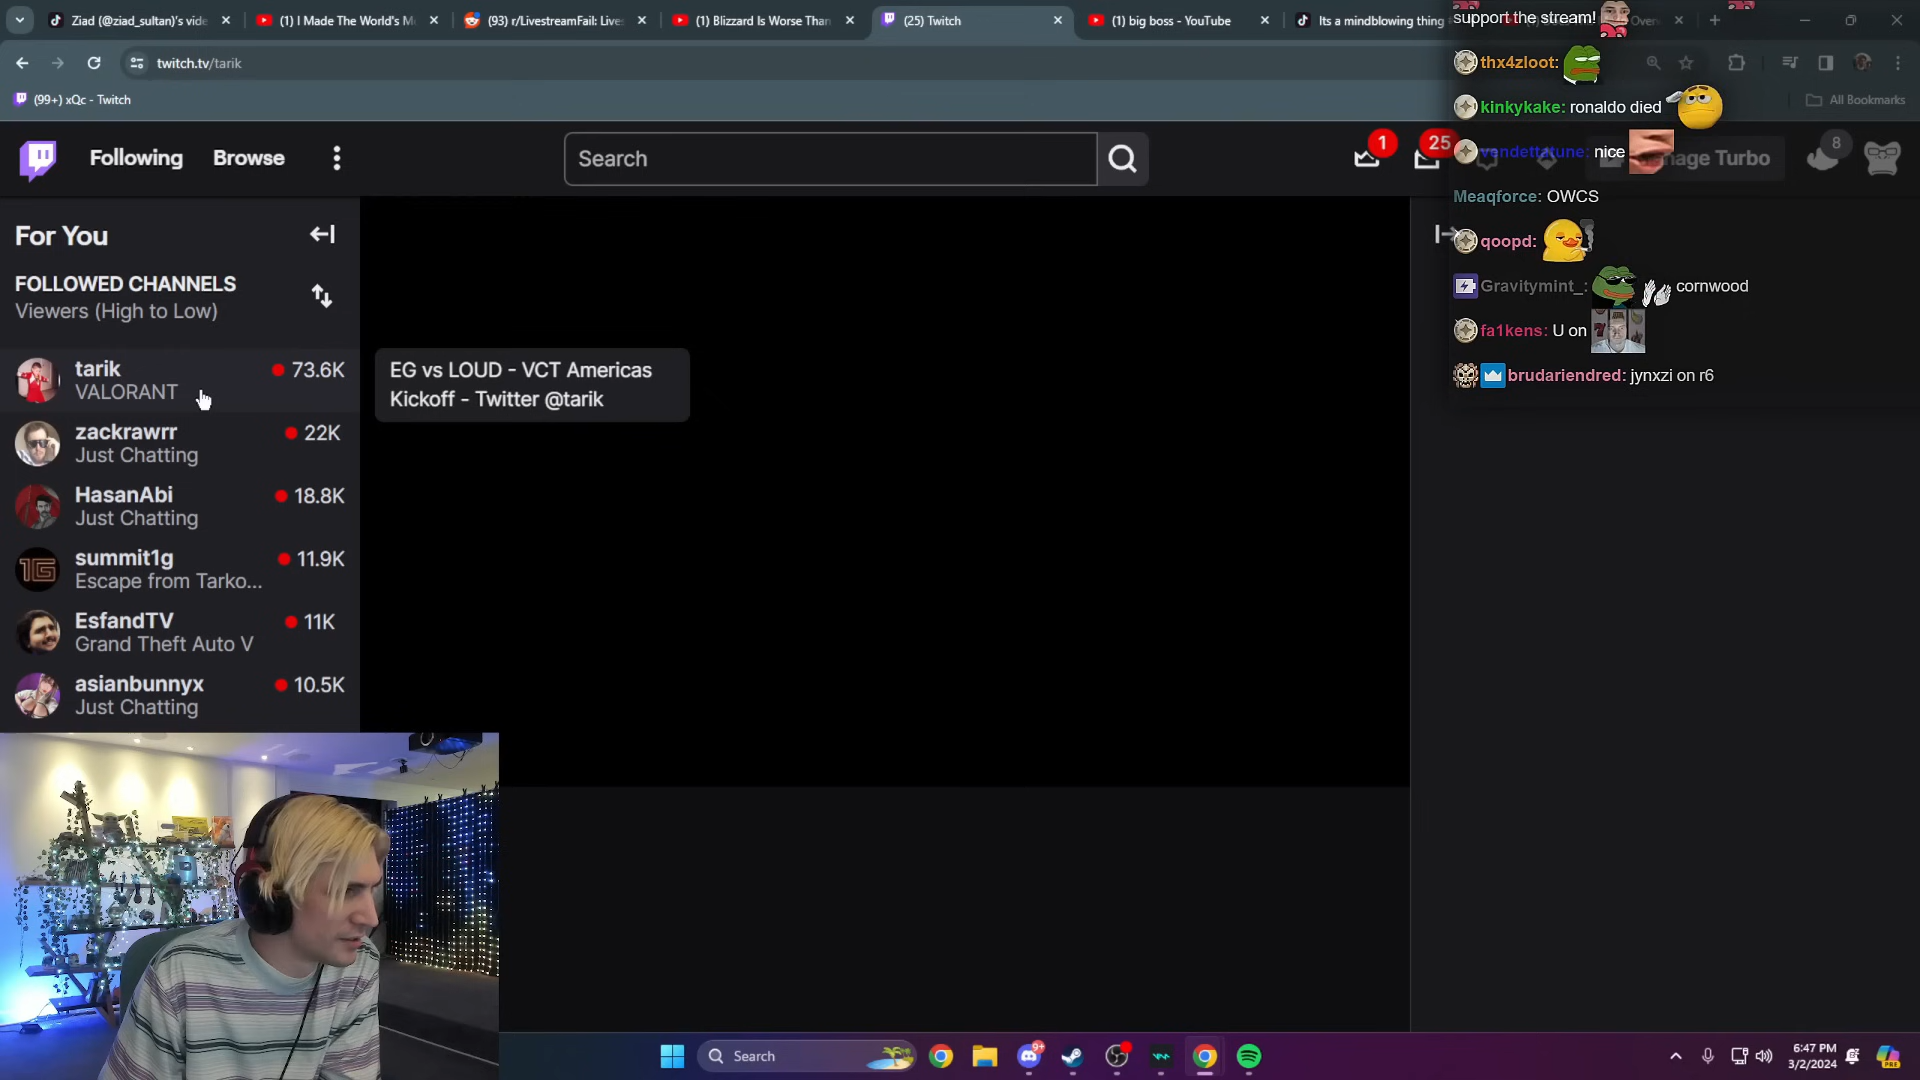 Ziad (@ziad_sultan)'s vide
(1) I Made The World's M
(93) r/LivestreamFail: Live
(1) Blizzard Is Worse Than
(25) Twitch
(1) big boss - YouTube
Its a mindblowing thing
twitch.tv/tarik
(99+) xQc - Twitch
All Bookmarks
Following
Browse
Search
1
25
8
support the stream!
thx4zloot:
kinkykake: ronaldo died
vendettatune: nice
Meaqforce: OWCS
qoopd:
Gravitymint_: cornwood
fa1kens: U on
brudariendred: jynxzi on r6
Turbo
For You
FOLLOWED CHANNELS
Viewers (High to Low)
tarik 73.6K
VALORANT
EG vs LOUD - VCT Americas
Kickoff - Twitter @tarik
zackrawrr 22K
Just Chatting
HasanAbi 18.8K
Just Chatting
summit1g 11.9K
Escape from Tarko...
EsfandTV 11K
Grand Theft Auto V
asianbunnyx 10.5K
Just Chatting
Search
9+
6:47 PM
3/2/2024
PRE